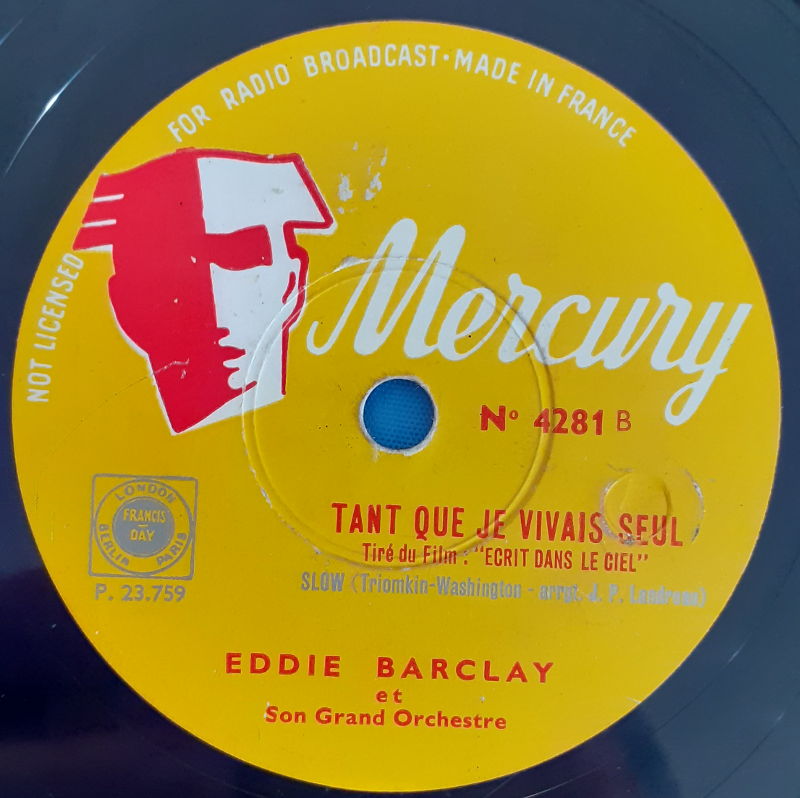 NOT LICENSED FOR RADIO BROADCAST · MADE IN FRANCE
Mercury
Nº 4281 B
LONDON
FRANCIS
DAY
BERLIN PARIS
P. 23.759
TANT QUE JE VIVAIS SEUL
Tiré du Film : "ECRIT DANS LE CIEL"
SLOW (Triomkin-Washington - arrgt. J. P. Landreau)
EDDIE BARCLAY
et
Son Grand Orchestre